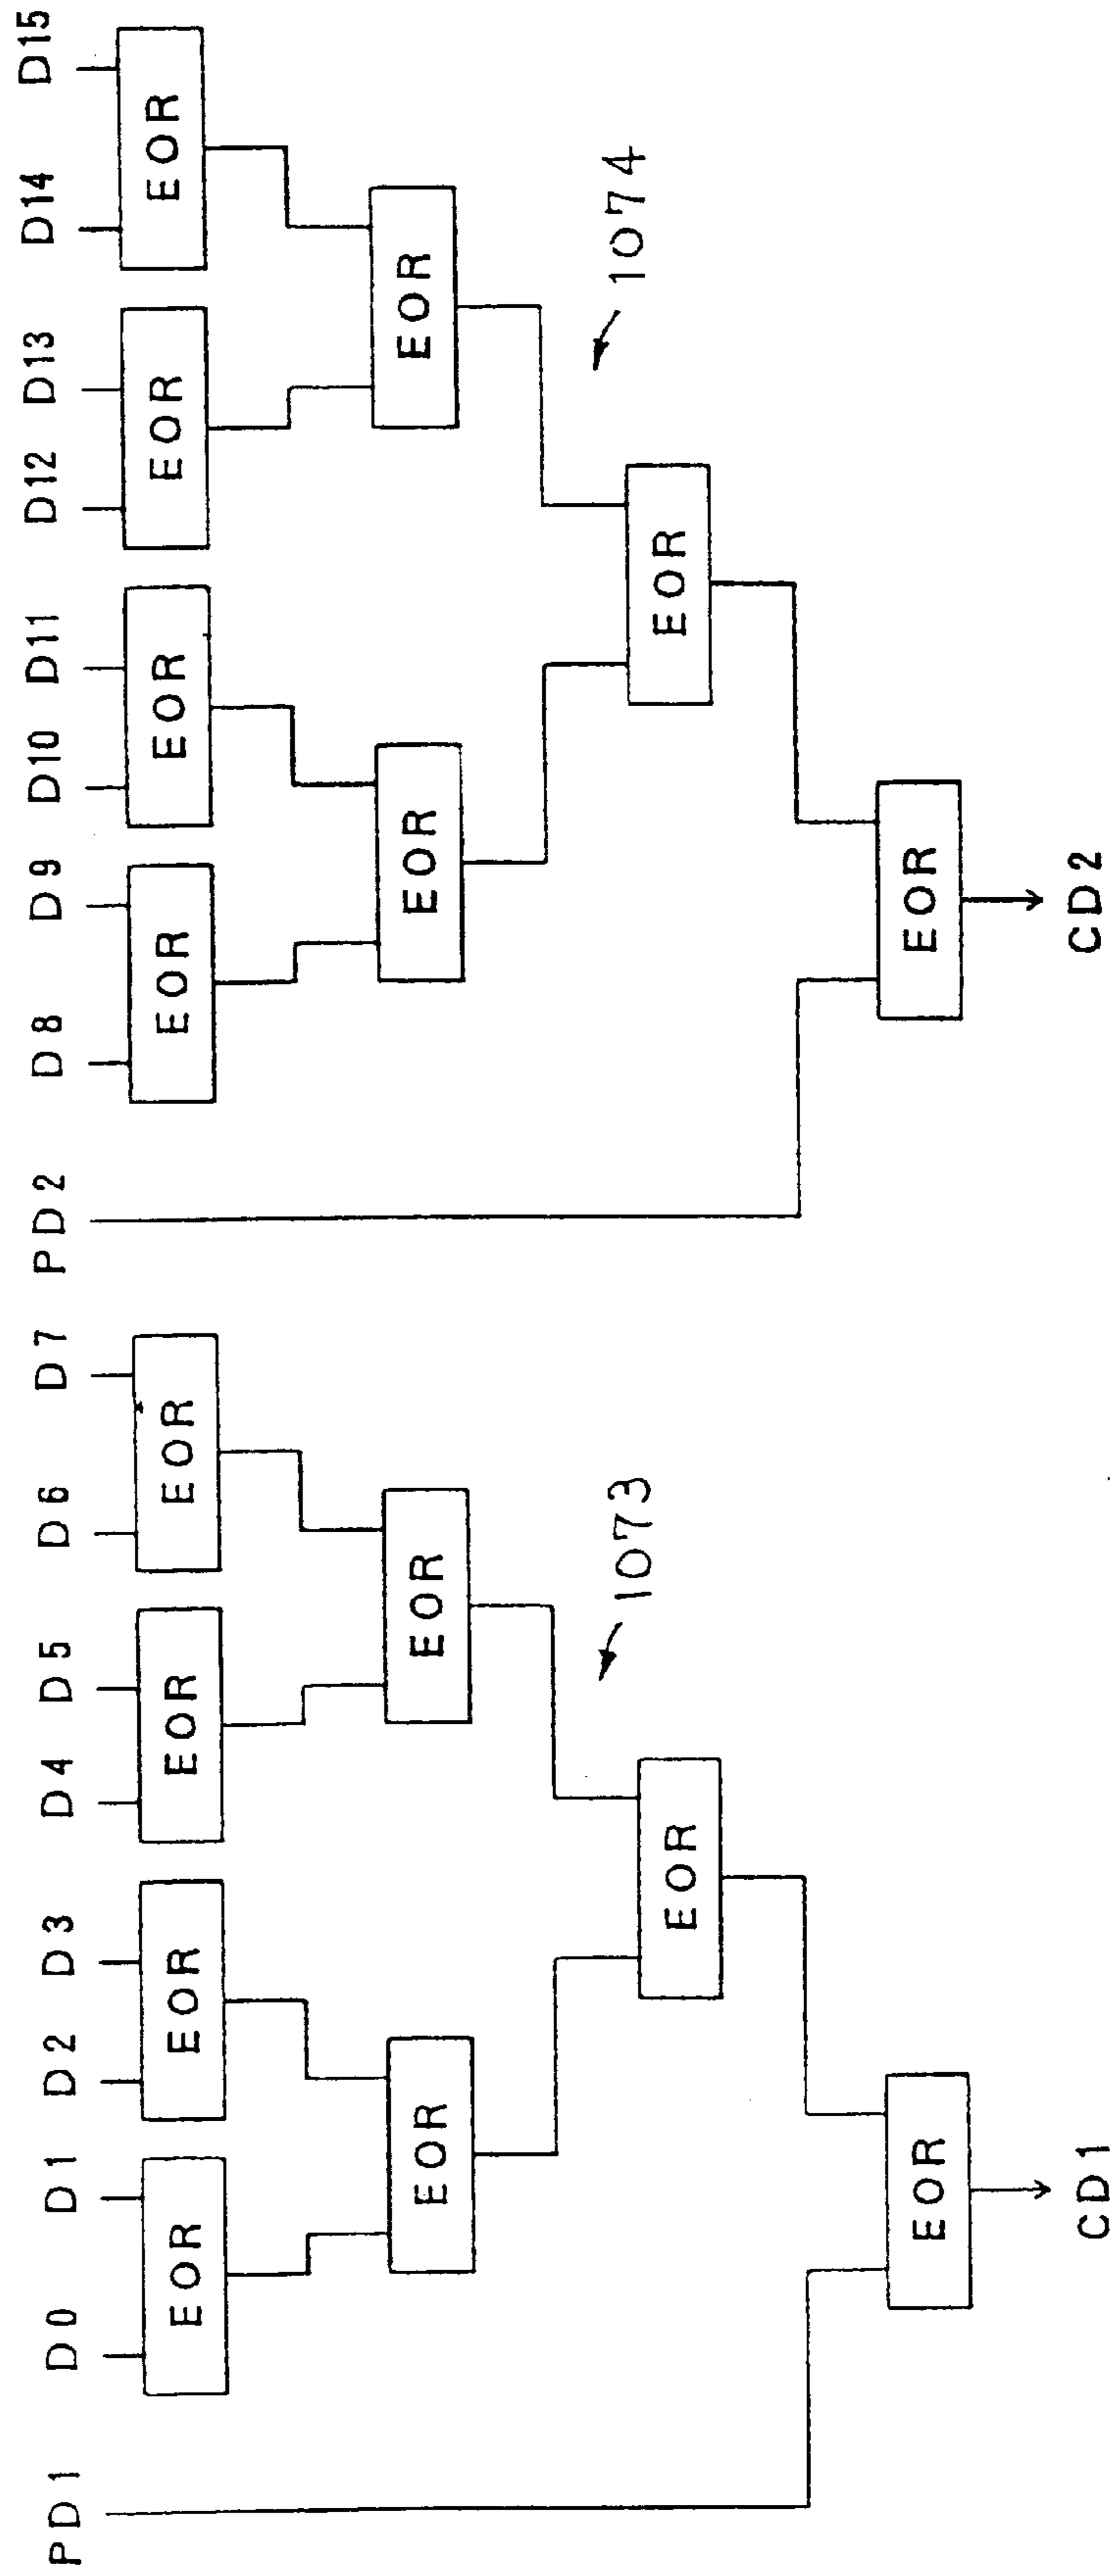 PD1 D0 D1 D2 D3 D4 D5 D6 D7 PD2 D8 D9 D10 D11 D12 D13 D14 D15
EOR EOR EOR EOR EOR EOR EOR EOR
EOR EOR EOR EOR
1073 1074
EOR EOR
EOR EOR
CD1 CD2